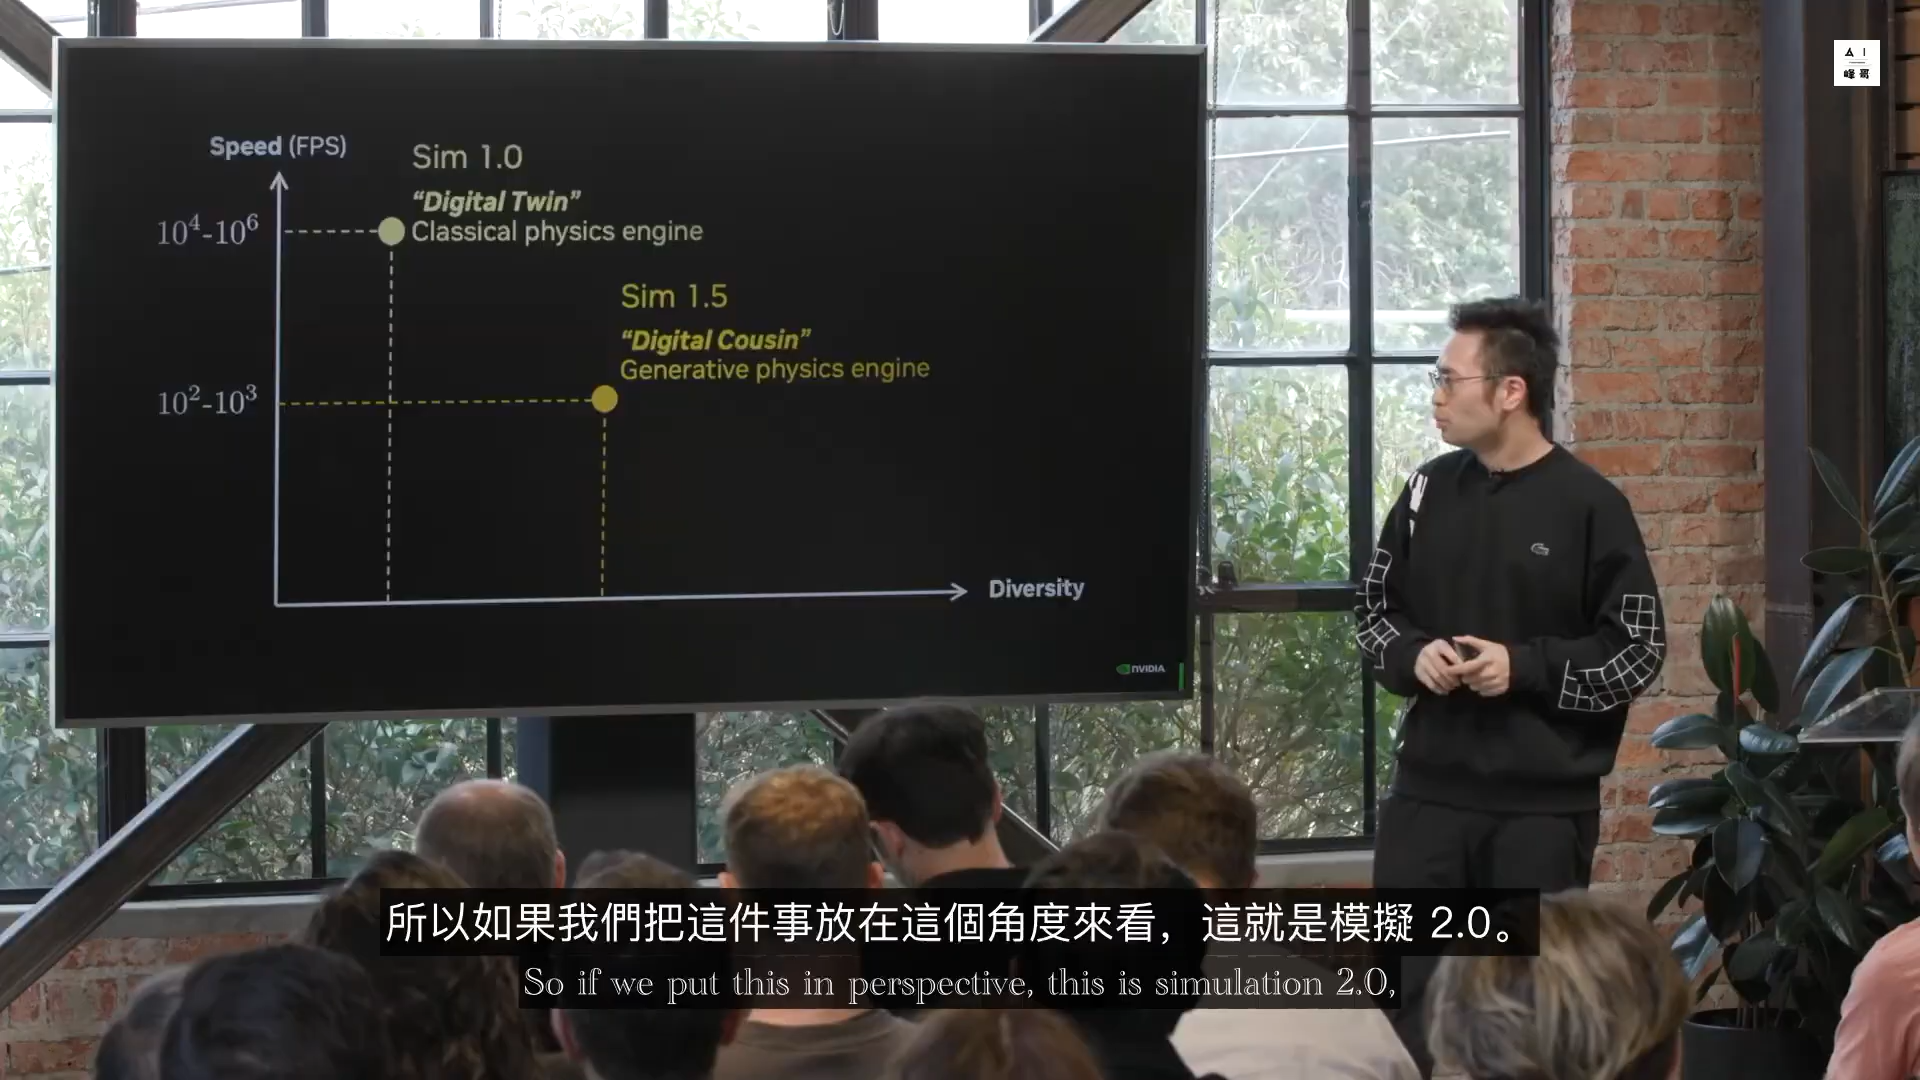 AI
峰哥
Speed (FPS)
Sim 1.0
“Digital Twin”
10⁴-10⁶
Classical physics engine
Sim 1.5
“Digital Cousin”
Generative physics engine
10²-10³
Diversity
NVIDIA
所以如果我們把這件事放在這個角度來看，這就是模擬 2.0。
So if we put this in perspective, this is simulation 2.0,